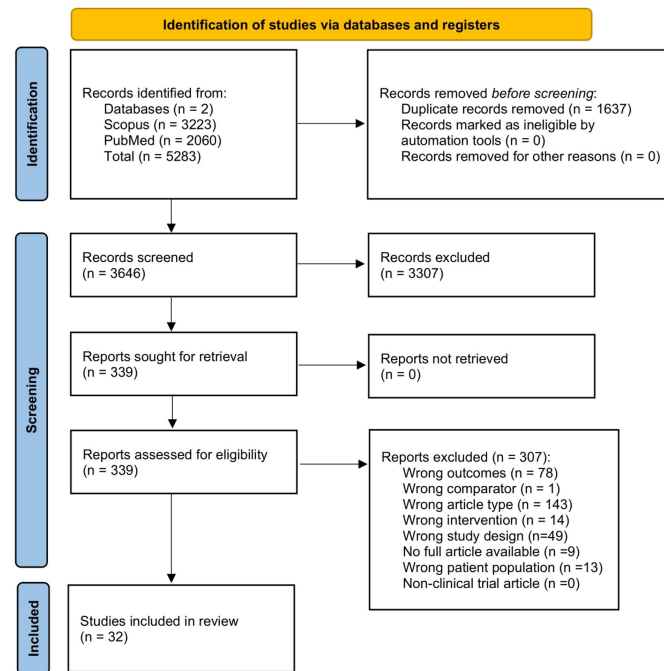 Identification of studies via databases and registers
Identification
Records identified from:
Databases (n = 2)
Scopus (n = 3223)
PubMed (n = 2060)
Total (n = 5283)
Records removed before screening:
Duplicate records removed (n = 1637)
Records marked as ineligible by
automation tools (n = 0)
Records removed for other reasons (n = 0)
Screening
Records screened
(n = 3646)
Records excluded
(n = 3307)
Reports sought for retrieval
(n = 339)
Reports not retrieved
(n = 0)
Reports assessed for eligibility
(n = 339)
Reports excluded (n = 307):
Wrong outcomes (n = 78)
Wrong comparator (n = 1)
Wrong article type (n = 143)
Wrong intervention (n = 14)
Wrong study design (n=49)
No full article available (n =9)
Wrong patient population (n =13)
Non-clinical trial article (n =0)
Included
Studies included in review
(n = 32)